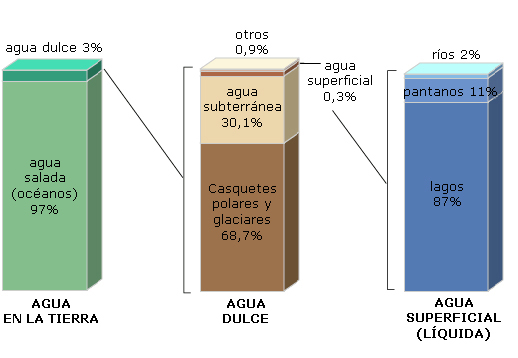 agua dulce 3%
agua
salada
(océanos)
97%
AGUA
EN LA TIERRA
otros
0,9%
agua
superficial
0,3%
agua
subterránea
30,1%
Casquetes
polares y
glaciares
68,7%
AGUA
DULCE
ríos 2%
pantanos 11%
lagos
87%
AGUA
SUPERFICIAL
(LÍQUIDA)